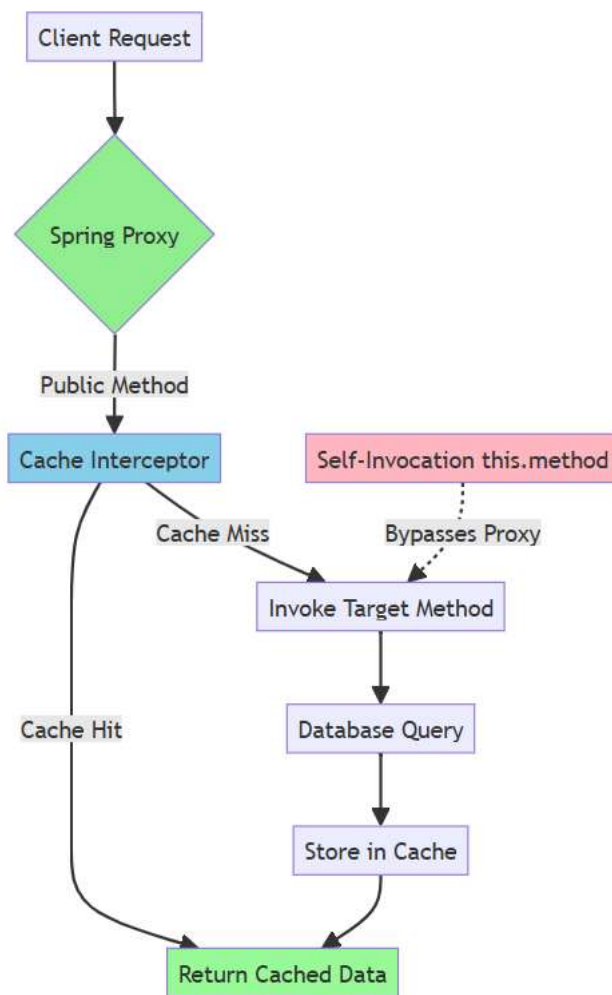 Client Request
Spring Proxy
Public Method
Cache Interceptor
Self-Invocation this.method
Cache Miss
Bypasses Proxy
Invoke Target Method
Cache Hit
Database Query
Store in Cache
Return Cached Data